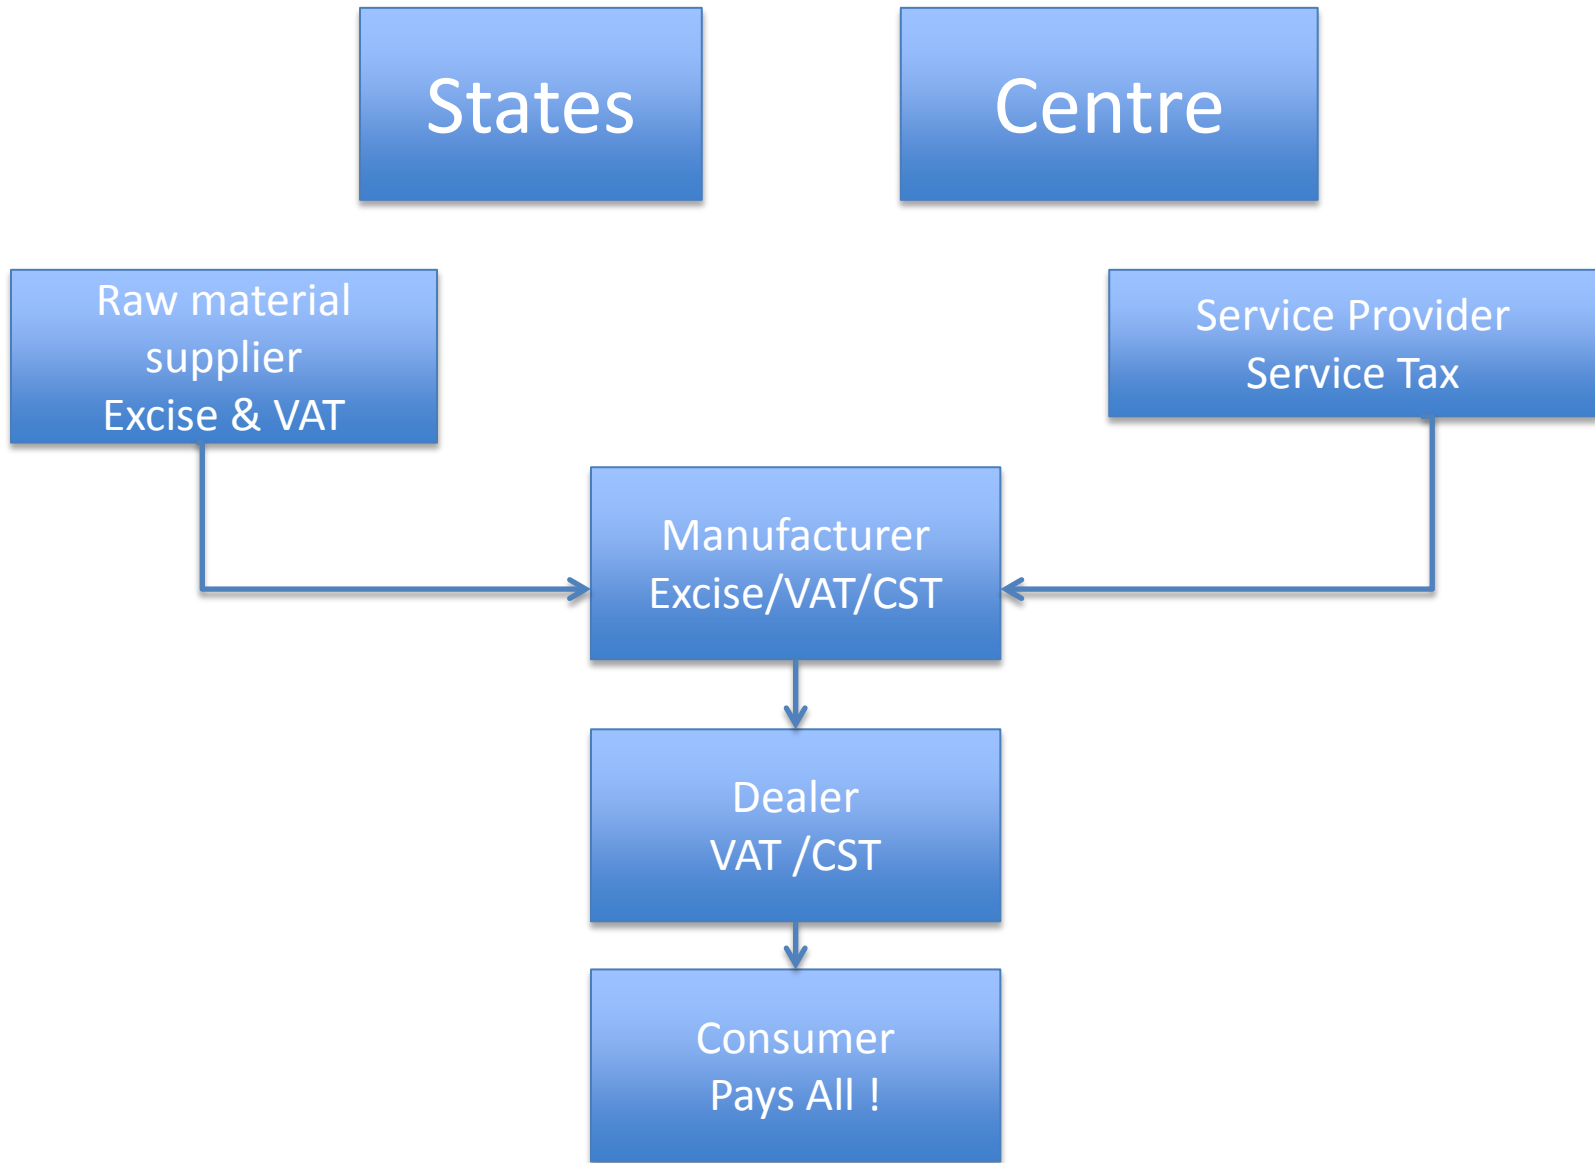 States
Centre
Raw material
supplier
Excise & VAT
Service Provider
Service Tax
Manufacturer
Excise/VAT/CST
Dealer
VAT /CST
Consumer
Pays All !